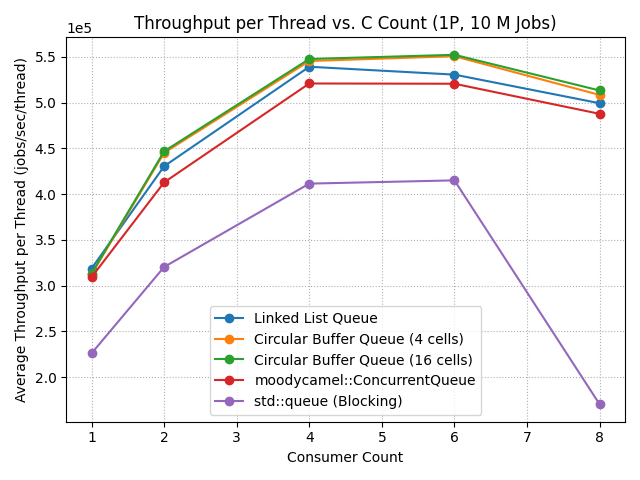 Throughput per Thread vs. C Count (1P, 10 M Jobs)
1e5
5.5
5.0
4.5
4.0
3.5
3.0
2.5
2.0
Average Throughput per Thread (jobs/sec/thread)
Linked List Queue
Circular Buffer Queue (4 cells)
Circular Buffer Queue (16 cells)
moodycamel::ConcurrentQueue
std::queue (Blocking)
1 2 3 4 5 6 7 8
Consumer Count